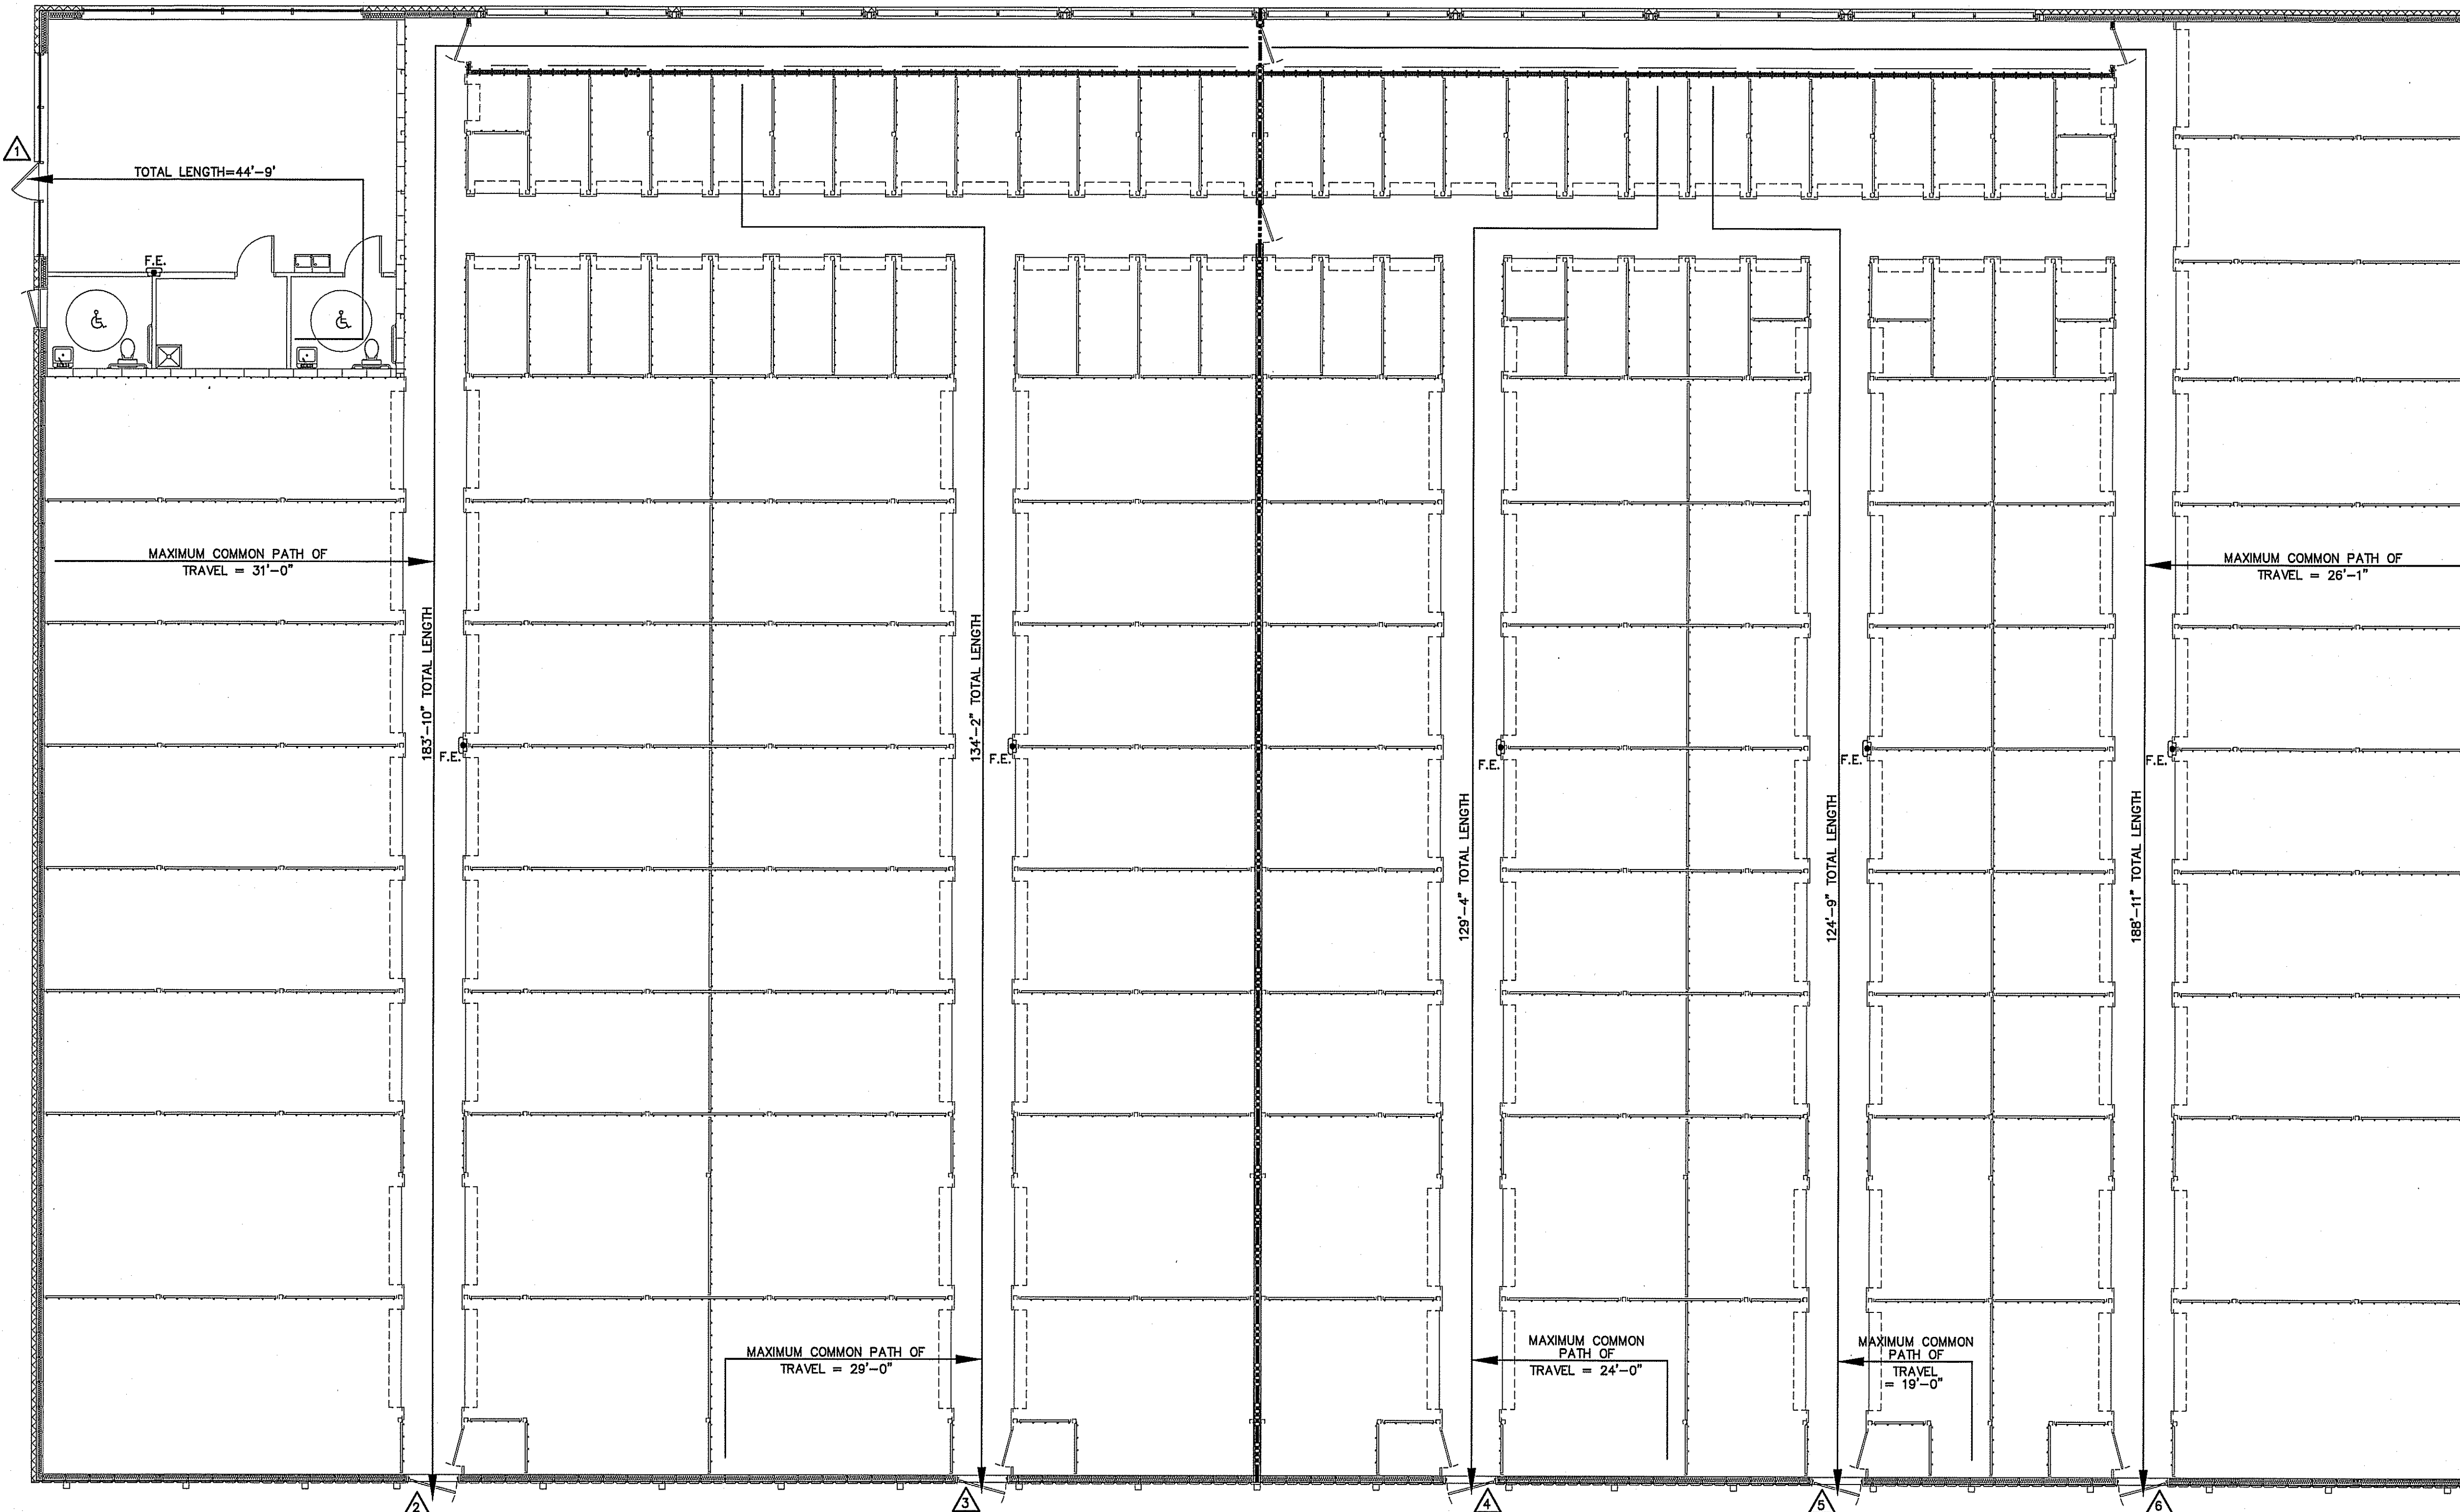 1
TOTAL LENGTH=44'-9'
F.E.
MAXIMUM COMMON PATH OF
TRAVEL = 31'-0"
MAXIMUM COMMON PATH OF
TRAVEL = 26'-1"
183'-10" TOTAL LENGTH
134'-2" TOTAL LENGTH
129'-4" TOTAL LENGTH
124'-9" TOTAL LENGTH
188'-11" TOTAL LENGTH
F.E.
F.E.
F.E.
F.E.
F.E.
MAXIMUM COMMON PATH OF
TRAVEL = 29'-0"
MAXIMUM COMMON
PATH OF
TRAVEL = 24'-0"
MAXIMUM COMMON
PATH OF
TRAVEL
= 19'-0"
2
3
4
5
6